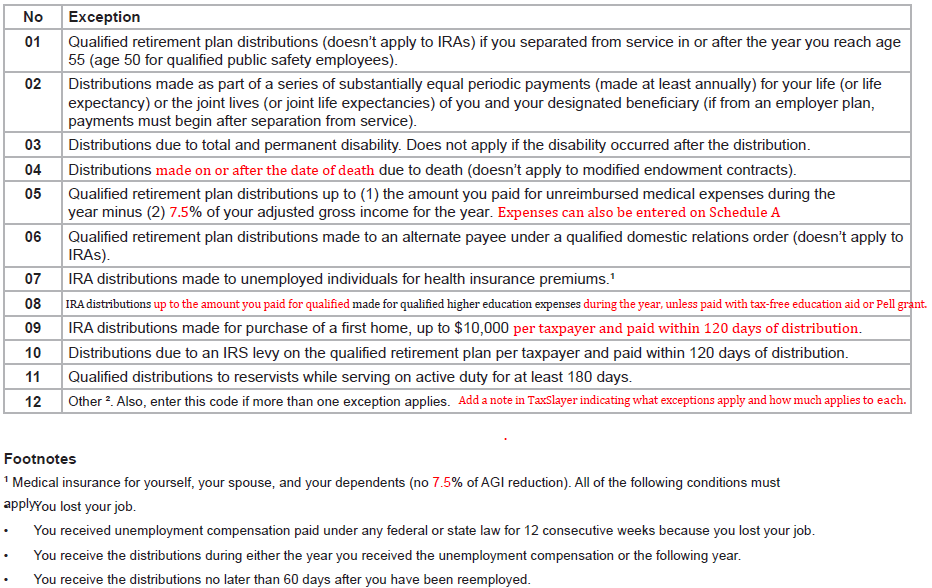 No Exception
01 Qualified retirement plan distributions (doesn’t apply to IRAs) if you separated from service in or after the year you reach age
55 (age 50 for qualified public safety employees).
02 Distributions made as part of a series of substantially equal periodic payments (made at least annually) for your life (or life
expectancy) or the joint lives (or joint life expectancies) of you and your designated beneficiary (if from an employer plan,
payments must begin after separation from service).
03 Distributions due to total and permanent disability. Does not apply if the disability occurred after the distribution.
04 Distributions made on or after the date of death due to death (doesn’t apply to modified endowment contracts).
05 Qualified retirement plan distributions up to (1) the amount you paid for unreimbursed medical expenses during the
year minus (2) 7.5% of your adjusted gross income for the year. Expenses can also be entered on Schedule A
06 Qualified retirement plan distributions made to an alternate payee under a qualified domestic relations order (doesn’t apply to
IRAs).
07 IRA distributions made to unemployed individuals for health insurance premiums.¹
08 IRA distributions up to the amount you paid for qualified made for qualified higher education expenses during the year, unless paid with tax-free education aid or Pell grant.
09 IRA distributions made for purchase of a first home, up to $10,000 per taxpayer and paid within 120 days of distribution.
10 Distributions due to an IRS levy on the qualified retirement plan per taxpayer and paid within 120 days of distribution.
11 Qualified distributions to reservists while serving on active duty for at least 180 days.
12 Other ². Also, enter this code if more than one exception applies. Add a note in TaxSlayer indicating what exceptions apply and how much applies to each.
Footnotes
¹ Medical insurance for yourself, your spouse, and your dependents (no 7.5% of AGI reduction). All of the following conditions must
apply:
• You lost your job.
• You received unemployment compensation paid under any federal or state law for 12 consecutive weeks because you lost your job.
• You receive the distributions during either the year you received the unemployment compensation or the following year.
• You receive the distributions no later than 60 days after you have been reemployed.